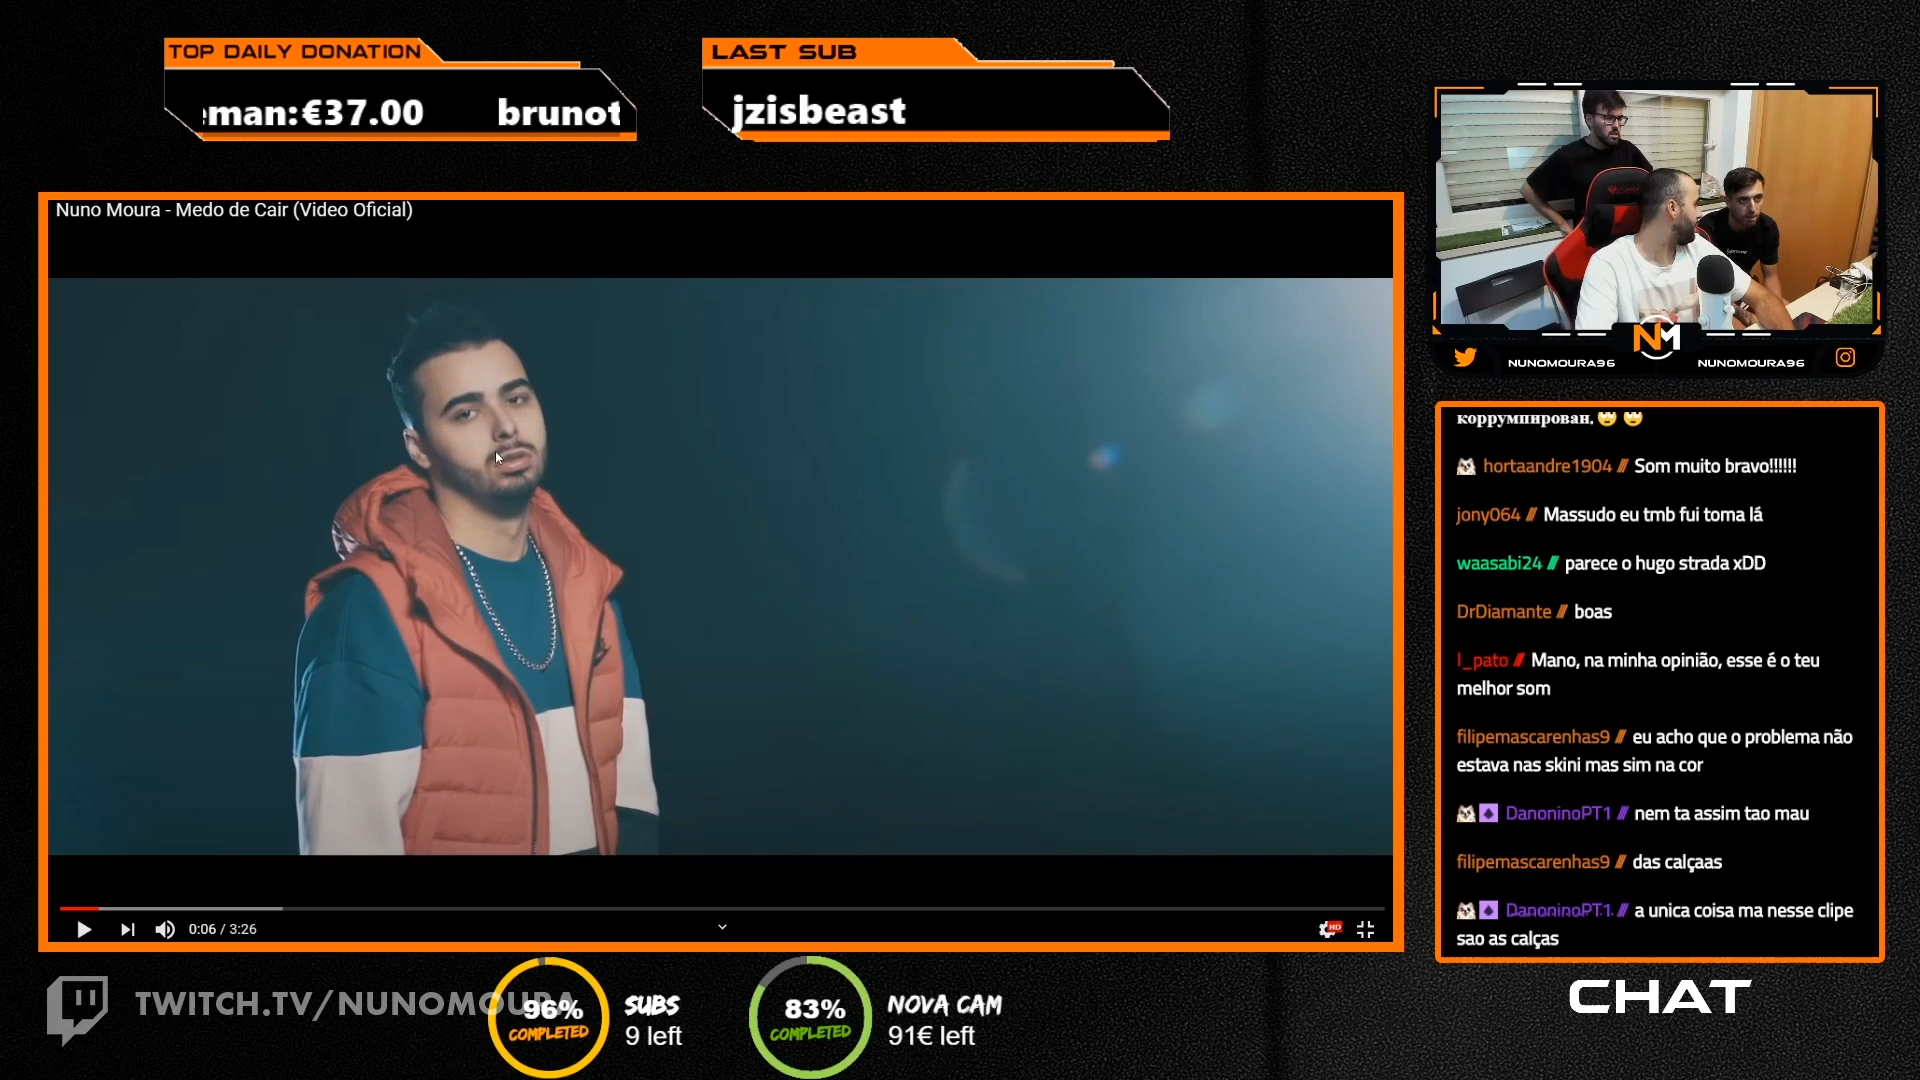 TOP DAILY DONATION
man:€37.00 brunot
LAST SUB
jzisbeast
Nuno Moura - Medo de Cair (Video Oficial)
0:06 / 3:26
HD
NM
NUNOMOURA96
NUNOMOURA96
коррумпирован.
hortaandre1904 // Som muito bravo!!!!!!
jony064 // Massudo eu tmb fui toma lá
waasabi24 // parece o hugo strada xDD
DrDiamante // boas
l_pato // Mano, na minha opinião, esse é o teu
melhor som
filipemascarenhas9 // eu acho que o problema não
estava nas skini mas sim na cor
DanoninoPT1 // nem ta assim tao mau
filipemascarenhas9 // das calçaas
DanoninoPT1 // a unica coisa ma nesse clipe
sao as calças
CHAT
TWITCH.TV/NUNOMOURA
96%
COMPLETED
SUBS
9 left
83%
COMPLETED
NOVA CAM
91€ left